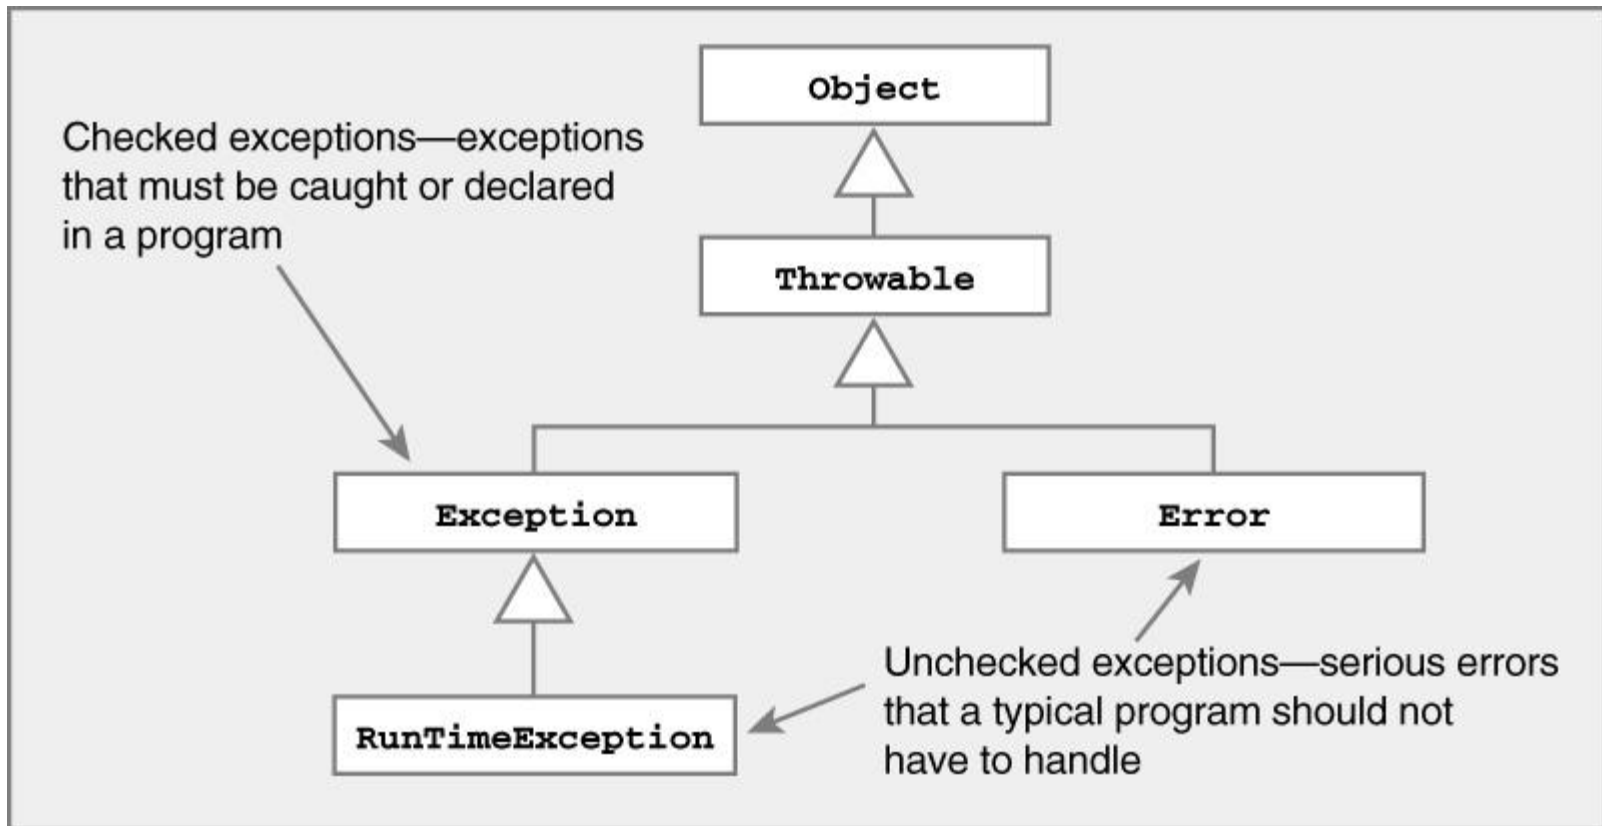 Object
Checked exceptions—exceptions
that must be caught or declared
in a program
Throwable
Exception
Error
Unchecked exceptions—serious errors
that a typical program should not
have to handle
RunTimeException